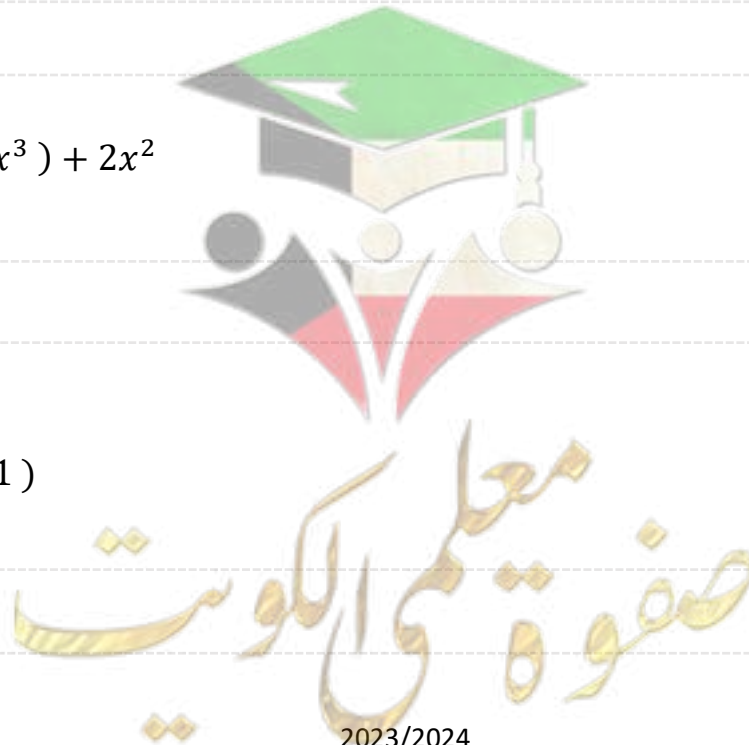 x³ ) + 2x²
1 )
صفوة معلمي الكويت
2023/2024